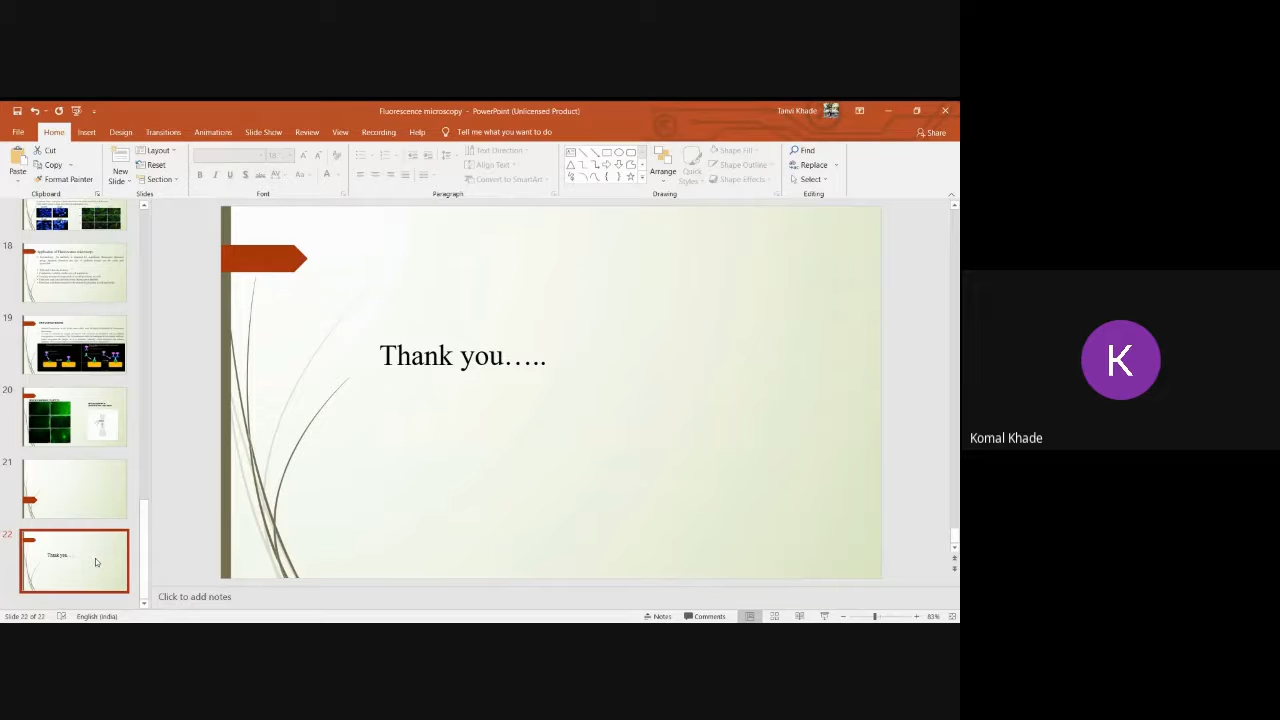 Fluorescence microscopy - PowerPoint (Unlicensed Product)
Tanvi Khade
File Home Insert Design Transitions Animations Slide Show Review View Recording Help Tell me what you want to do
Share
Paste
Cut
Copy
Format Painter
Clipboard
New
Slide
Layout
Reset
Section
Slides
Font
Text Direction
Align Text
Convert to SmartArt
Paragraph
Arrange
Quick
Styles
Shape Fill
Shape Outline
Shape Effects
Drawing
Find
Replace
Select
Editing
18
19
20
21
22
Thank you…
Thank you…..
Click to add notes
Slide 22 of 22 English (India)
Notes Comments 83%
K
Komal Khade